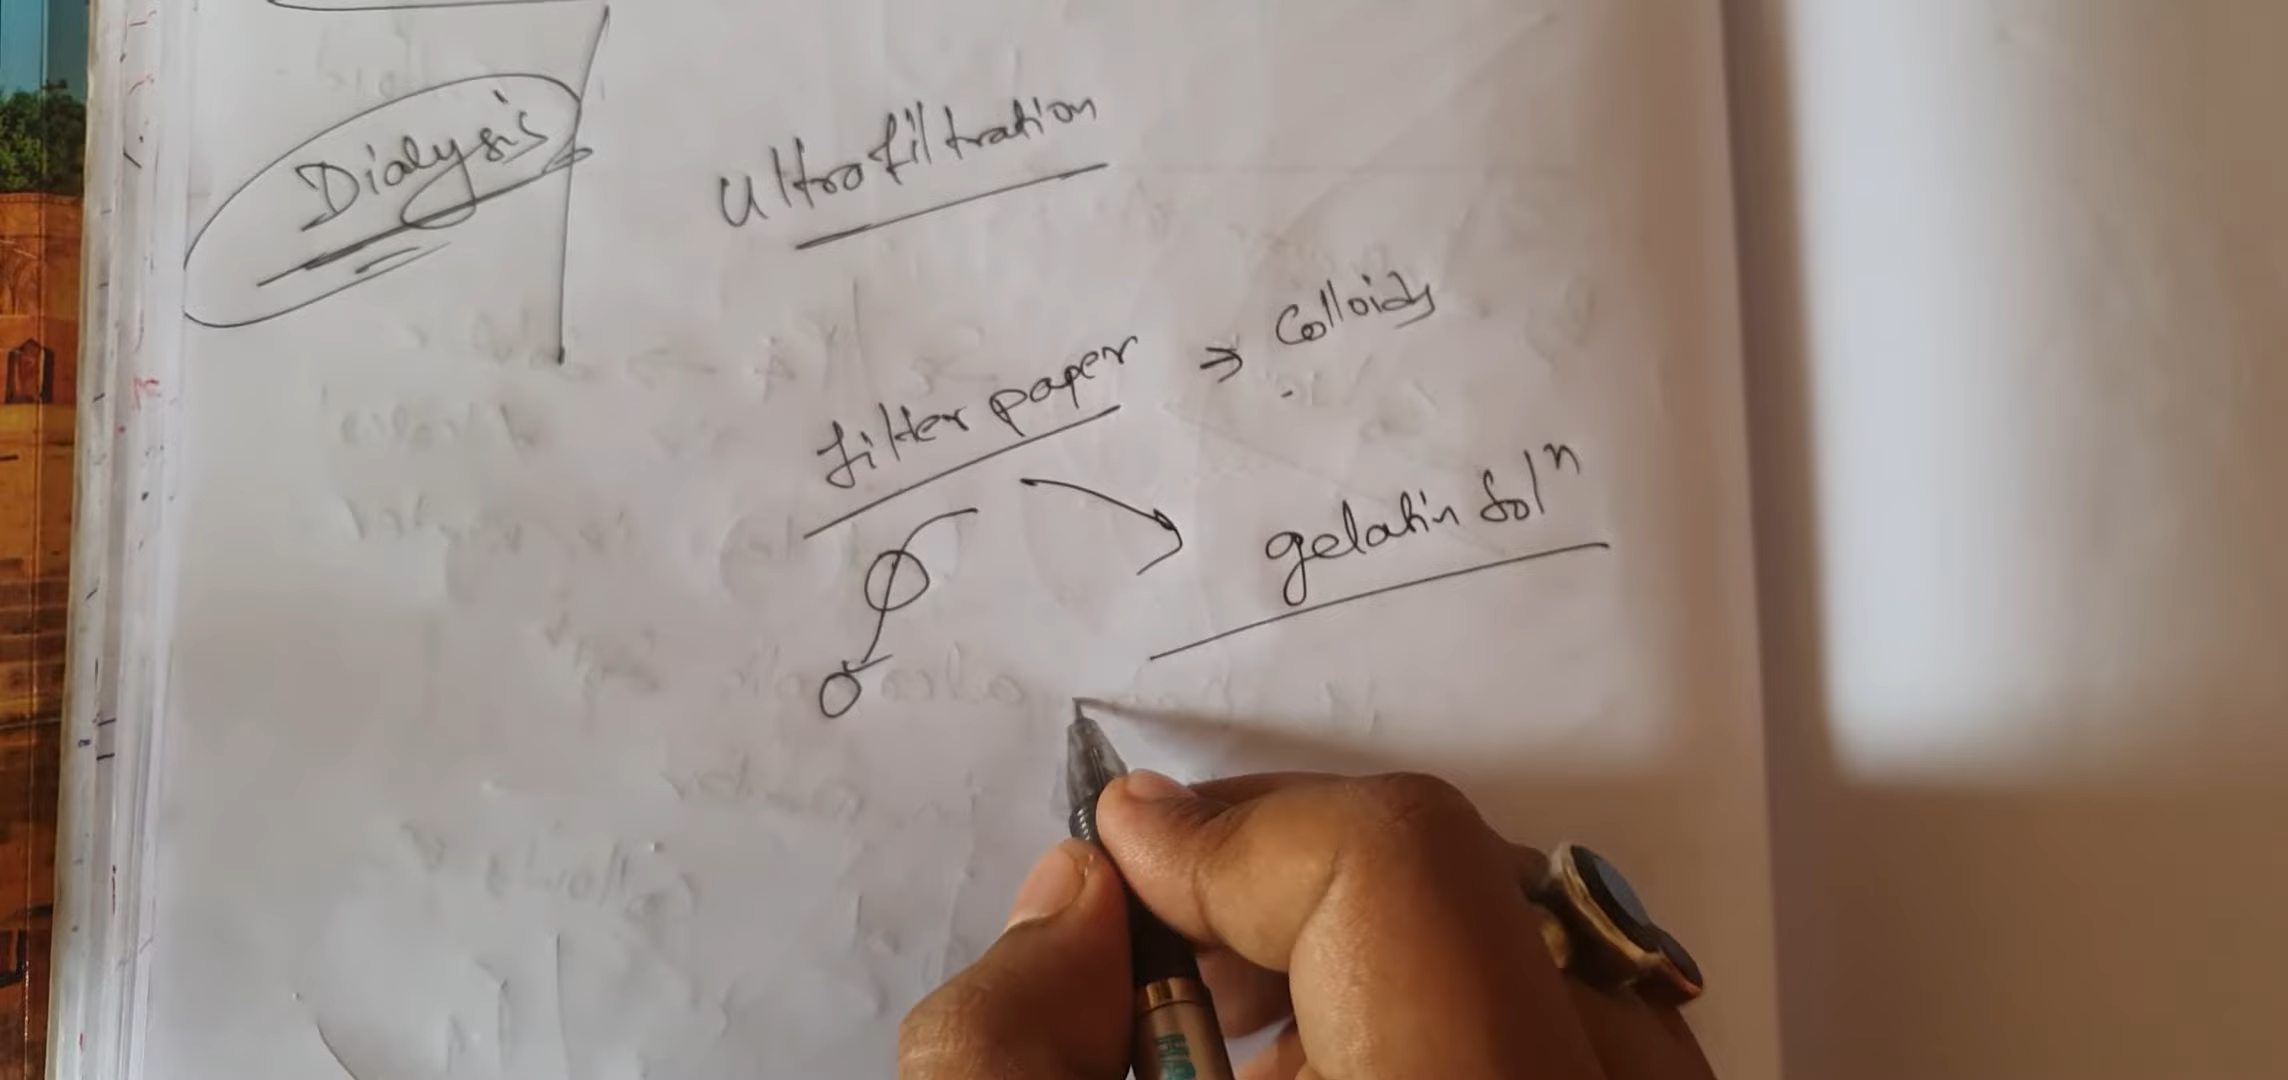 Dialysis
Ultrafiltration
filter paper → Colloids
gelatin solⁿ